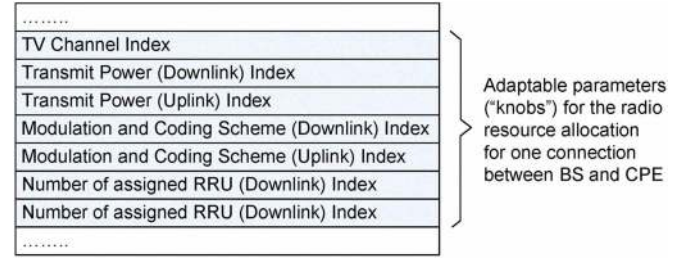 ........
TV Channel Index
Transmit Power (Downlink) Index
Transmit Power (Uplink) Index
Modulation and Coding Scheme (Downlink) Index
Modulation and Coding Scheme (Uplink) Index
Number of assigned RRU (Downlink) Index
Number of assigned RRU (Downlink) Index
........
Adaptable parameters
("knobs") for the radio
resource allocation
for one connection
between BS and CPE